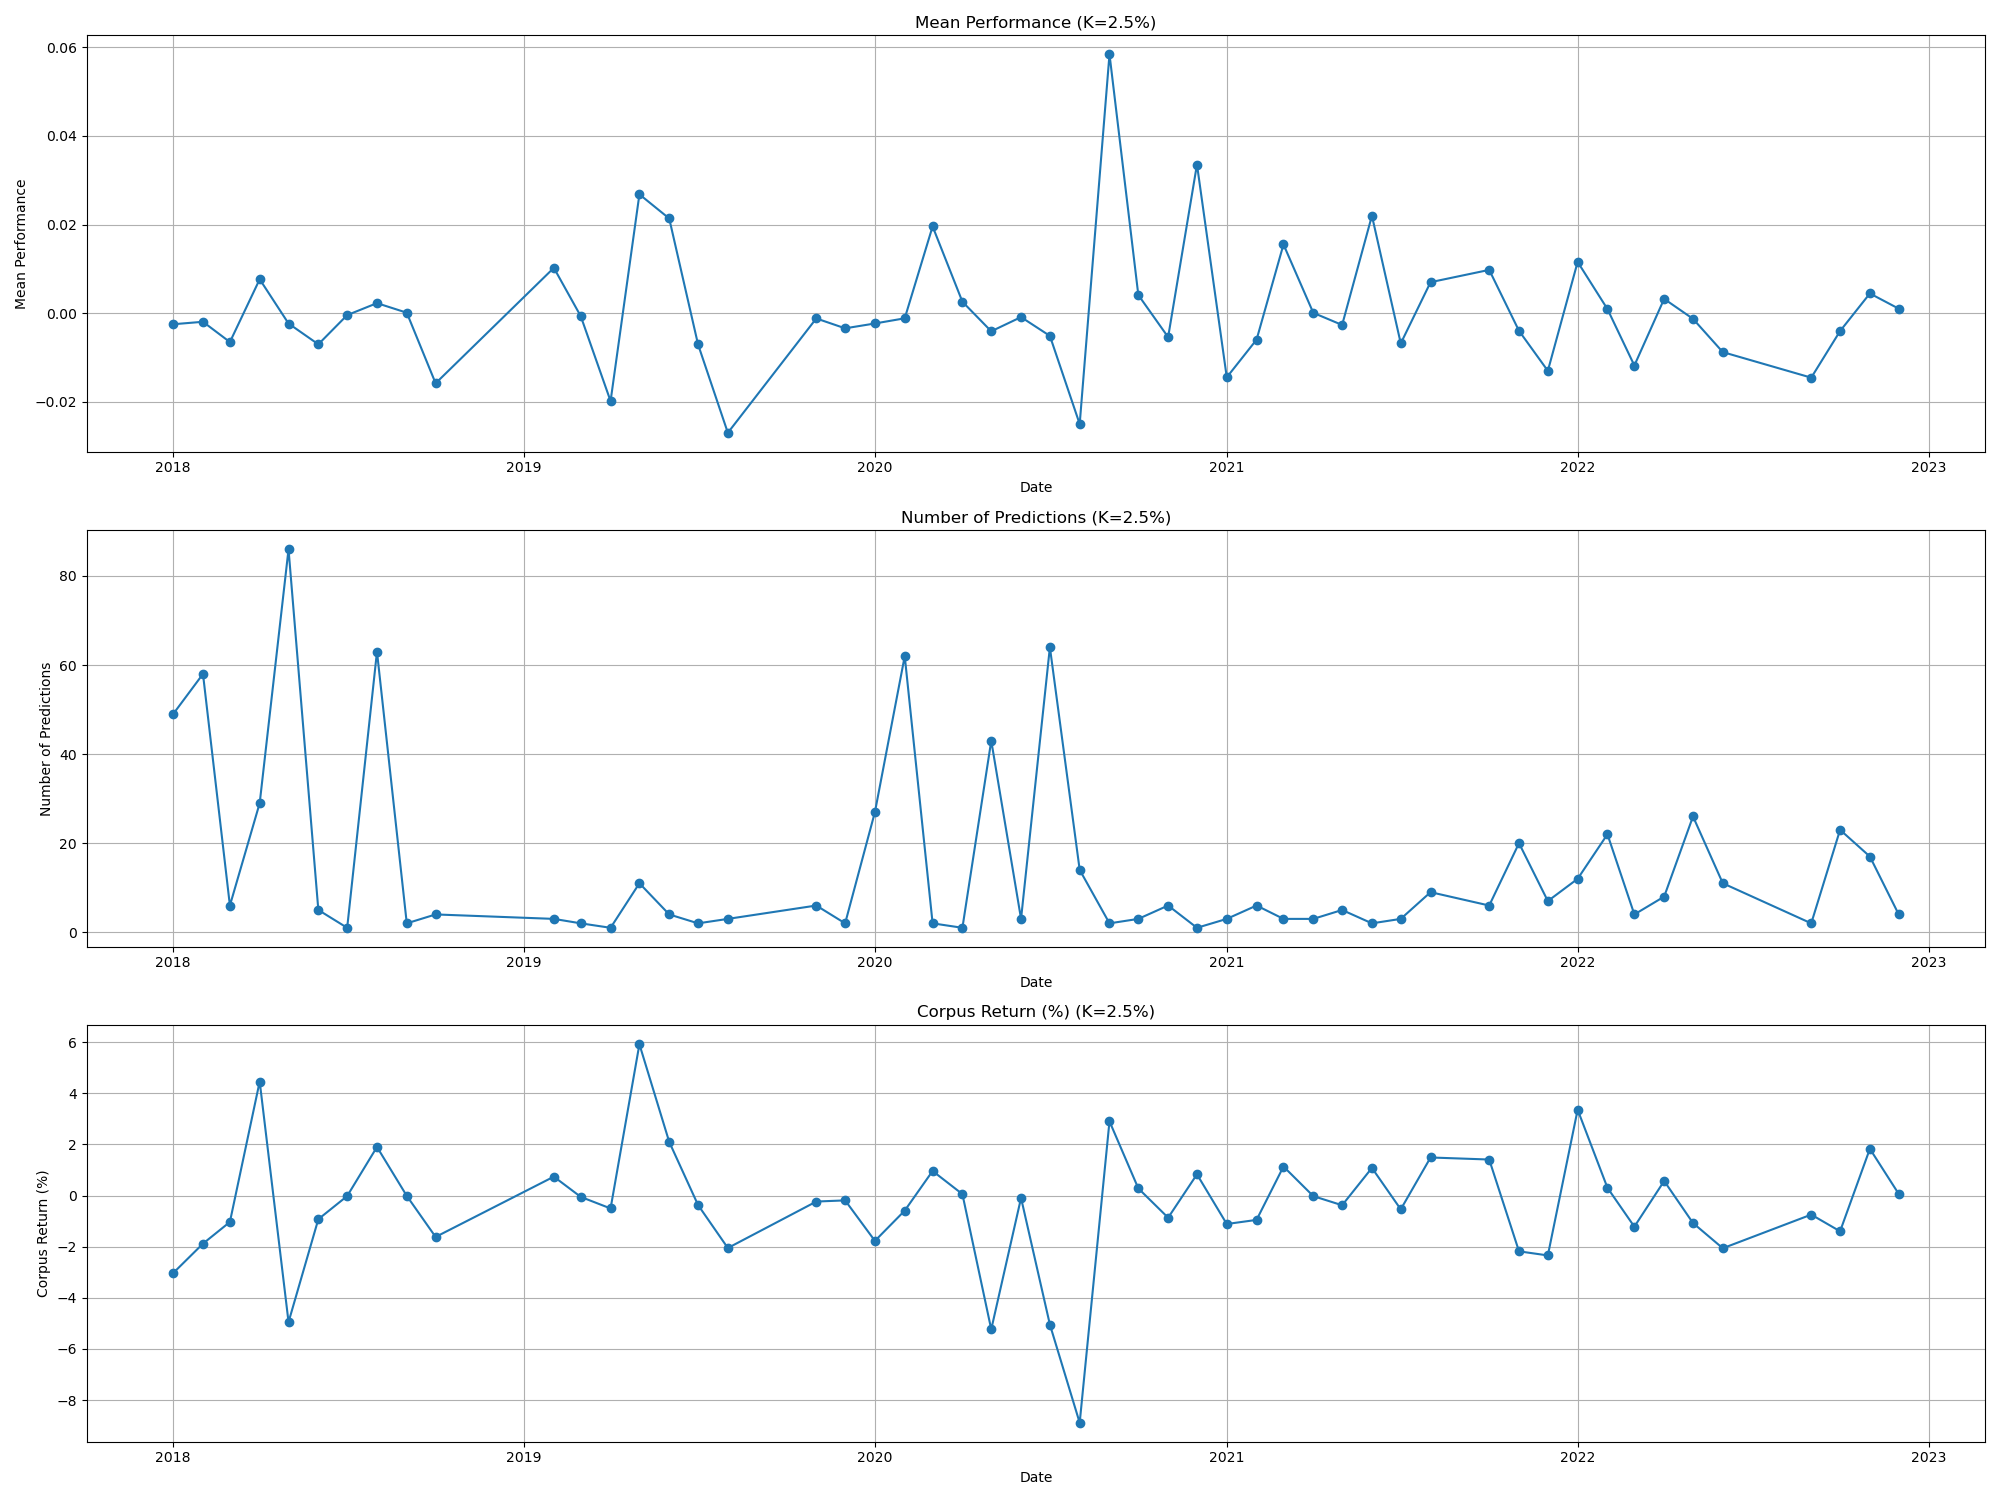 Mean Performance (K=2.5%)
Mean Performance
0.06
0.04
0.02
0.00
−0.02
2018 2019 2020 2021 2022 2023
Date
Number of Predictions (K=2.5%)
Number of Predictions
80
60
40
20
0
2018 2019 2020 2021 2022 2023
Date
Corpus Return (%) (K=2.5%)
Corpus Return (%)
6
4
2
0
−2
−4
−6
−8
2018 2019 2020 2021 2022 2023
Date